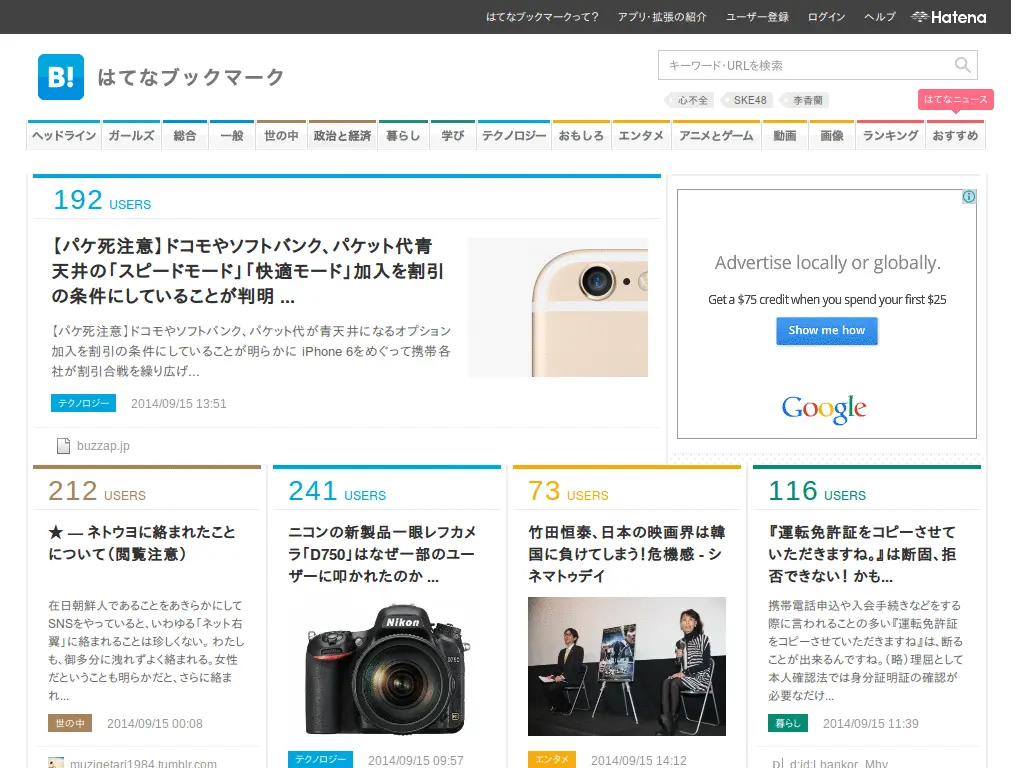 はてなブックマークって?
アプリ・拡張の紹介
ユーザー登録
ログイン
ヘルプ
Hatena
B!
はてなブックマーク
キーワード・URLを検索
心不全
SKE48
李香蘭
はてなニュース
ヘッドライン
ガールズ
総合
一般
世の中
政治と経済
暮らし
学び
テクノロジー
おもしろ
エンタメ
アニメとゲーム
動画
画像
ランキング
おすすめ
192 USERS
【パケ死注意】ドコモやソフトバンク、パケット代青
天井の「スピードモード」「快適モード」加入を割引
の条件にしていることが判明 ...
【パケ死注意】ドコモやソフトバンク、パケット代が青天井になるオプション
加入を割引の条件にしていることが明らかに iPhone 6をめぐって携帯各
社が割引合戦を繰り広げ...
テクノロジー
2014/09/15 13:51
buzzap.jp
Advertise locally or globally.
Get a $75 credit when you spend your first $25
Show me how
Google
212 USERS
★ — ネトウヨに絡まれたこと
について(閲覧注意)
在日朝鮮人であることをあきらかにして
SNSをやっていると、いわゆる「ネット右
翼」に絡まれることは珍しくない。 わたし
も、御多分に洩れずよく絡まれる。女性
だということも明らかだと、さらに絡ま
れ...
世の中
2014/09/15 00:08
muzigetari1984.tumblr.com
241 USERS
ニコンの新製品一眼レフカメ
ラ「D750」はなぜ一部のユー
ザーに叩かれたのか ...
Nikon
D750
テクノロジー
2014/09/15 09:57
73 USERS
竹田恒泰、日本の映画界は韓
国に負けてしまう!危機感 - シ
ネマトゥデイ
エンタメ
2014/09/15 14:12
116 USERS
『運転免許証をコピーさせて
いただきますね。』は断固、拒
否できない! かも...
携帯電話申込や入会手続きなどをする
際に言われることの多い『運転免許証
をコピーさせていただきますね』は、断る
ことが出来るんですね。（略）理屈として
本人確認法では身分証明証の確認が
必要なだけ...
暮らし
2014/09/15 11:39